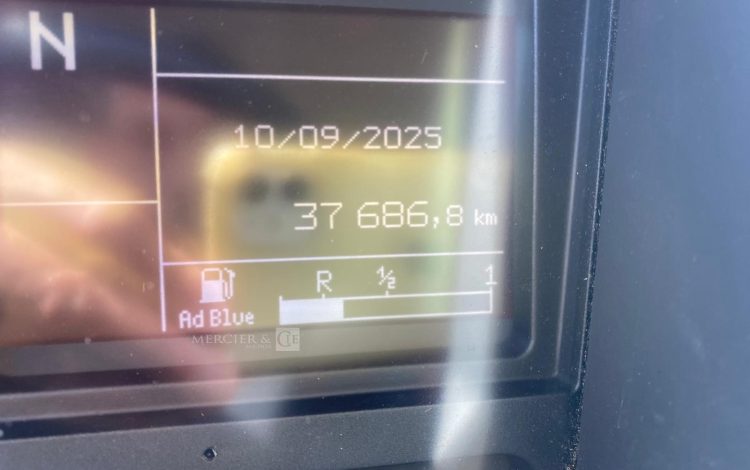 N
10/09/2025
37 686,8 km
R ½ 1
Ad Blue
MERCIER & CIE